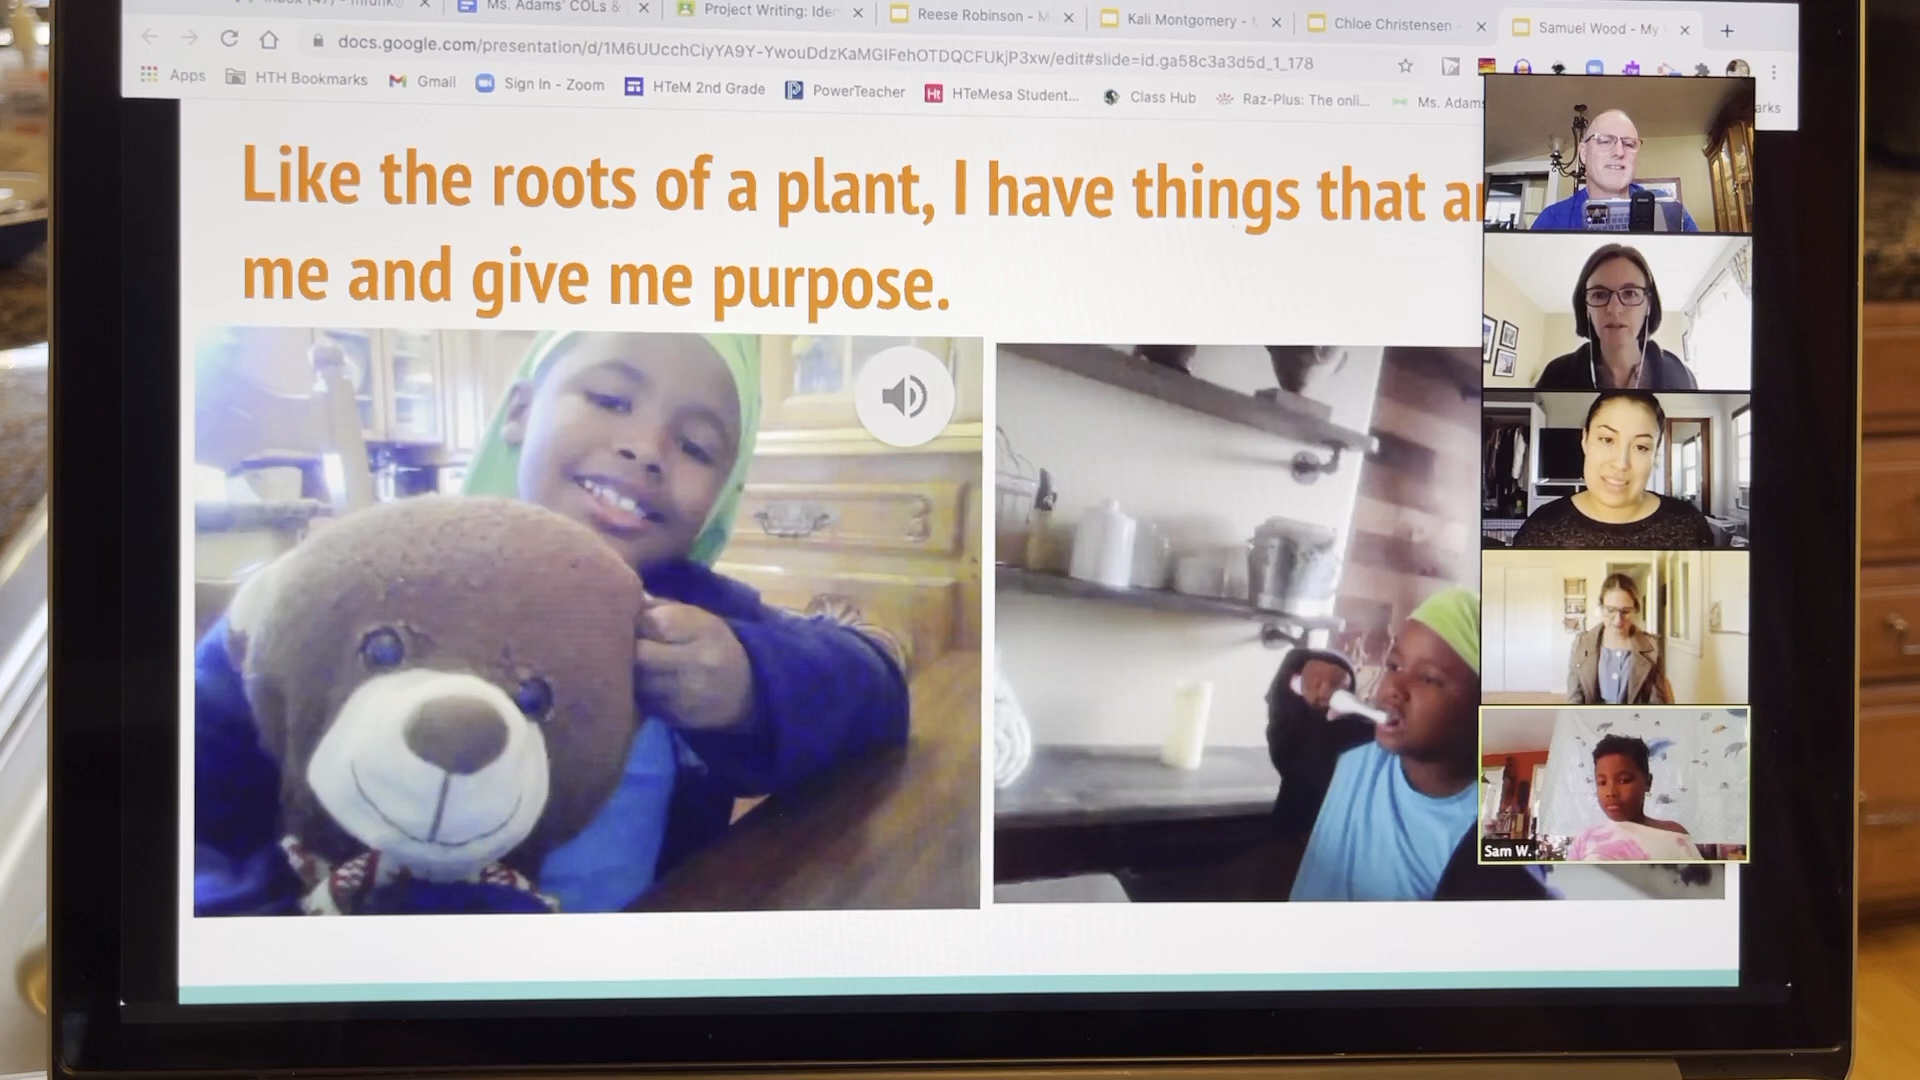 Ms. Adams' COLs &
Project Writing: Iden
Reese Robinson - M
Kali Montgomery -
Chloe Christensen -
Samuel Wood - My
docs.google.com/presentation/d/1M6UUcchCiyYA9Y-YwouDdzKaMGIFehOTDQCFUkjP3xw/edit#slide=id.ga58c3a3d5d_1_178
Apps
HTH Bookmarks
Gmail
Sign In - Zoom
HTeM 2nd Grade
PowerTeacher
Ht HTeMesa Student...
Class Hub
Raz-Plus: The onli...
Ms. Adams
arks
Like the roots of a plant, I have things that a
me and give me purpose.
Sam W.